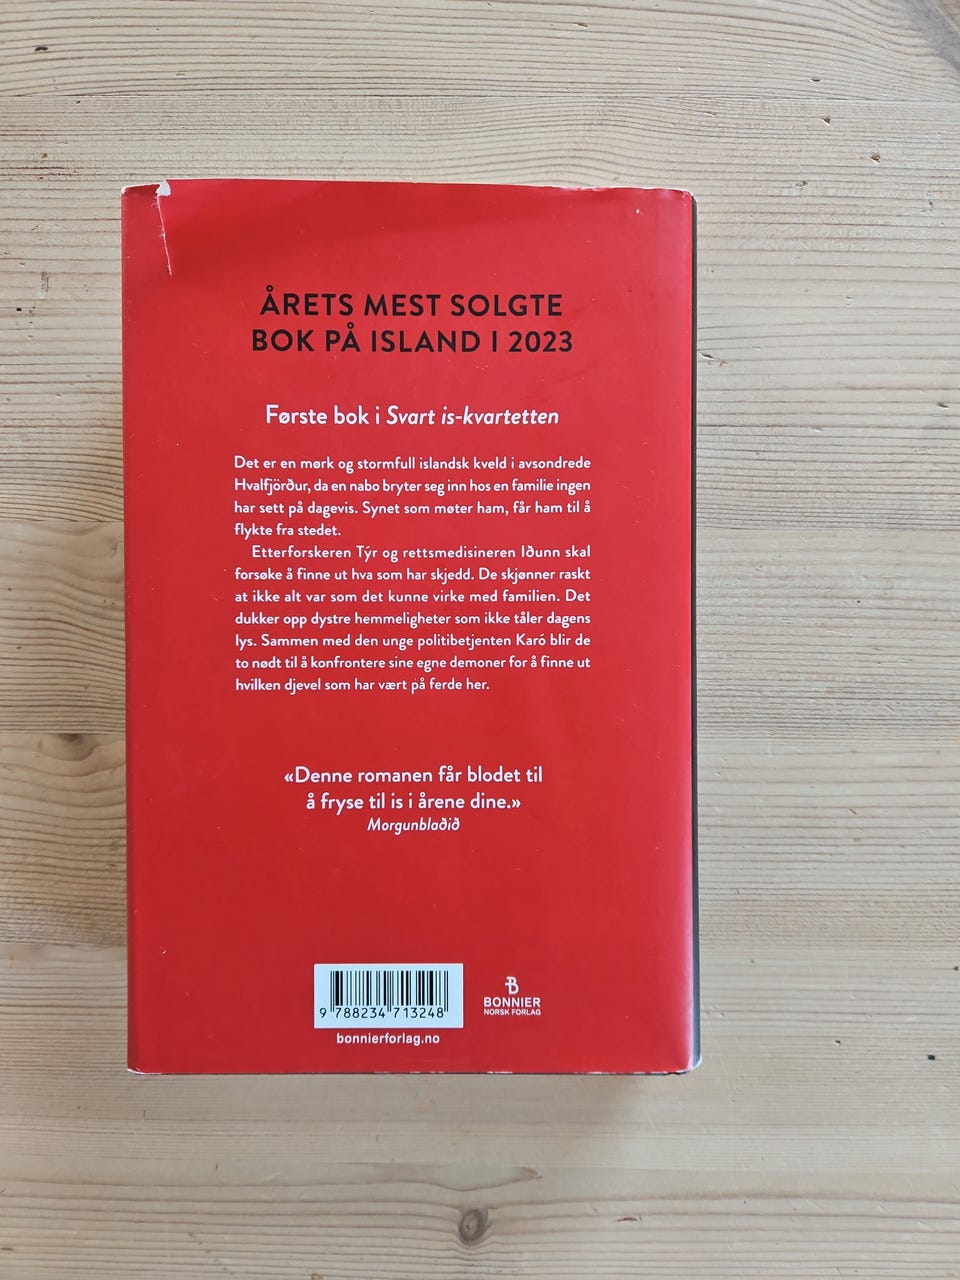 ÅRETS MEST SOLGTE
BOK PÅ ISLAND I 2023
Første bok i Svart is-kvartetten
Det er en mørk og stormfull islandsk kveld i avsondrede
Hvalfjörður, da en nabo bryter seg inn hos en familie ingen
har sett på dagevis. Synet som møter ham, får ham til å
flykte fra stedet.
Etterforskeren Týr og rettsmedisineren Iðunn skal
forsøke å finne ut hva som har skjedd. De skjønner raskt
at ikke alt var som det kunne virke med familien. Det
dukker opp dystre hemmeligheter som ikke tåler dagens
lys. Sammen med den unge politibetjenten Karó blir de
to nødt til å konfrontere sine egne demoner for å finne ut
hvilken djevel som har vært på ferde her.
«Denne romanen får blodet til
å fryse til is i årene dine.»
Morgunblaðið
9 788234 713248
bonnierforlag.no
B
BONNIER
NORSK FORLAG